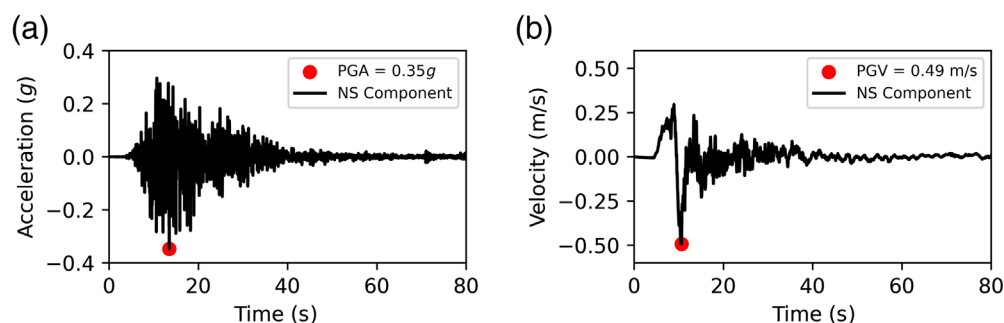 (a)
0.4
0.2
0.0
−0.2
−0.4
Acceleration (g)
0
20
40
60
80
Time (s)
PGA = 0.35g
NS Component
(b)
0.50
0.25
0.00
−0.25
−0.50
Velocity (m/s)
0
20
40
60
80
Time (s)
PGV = 0.49 m/s
NS Component